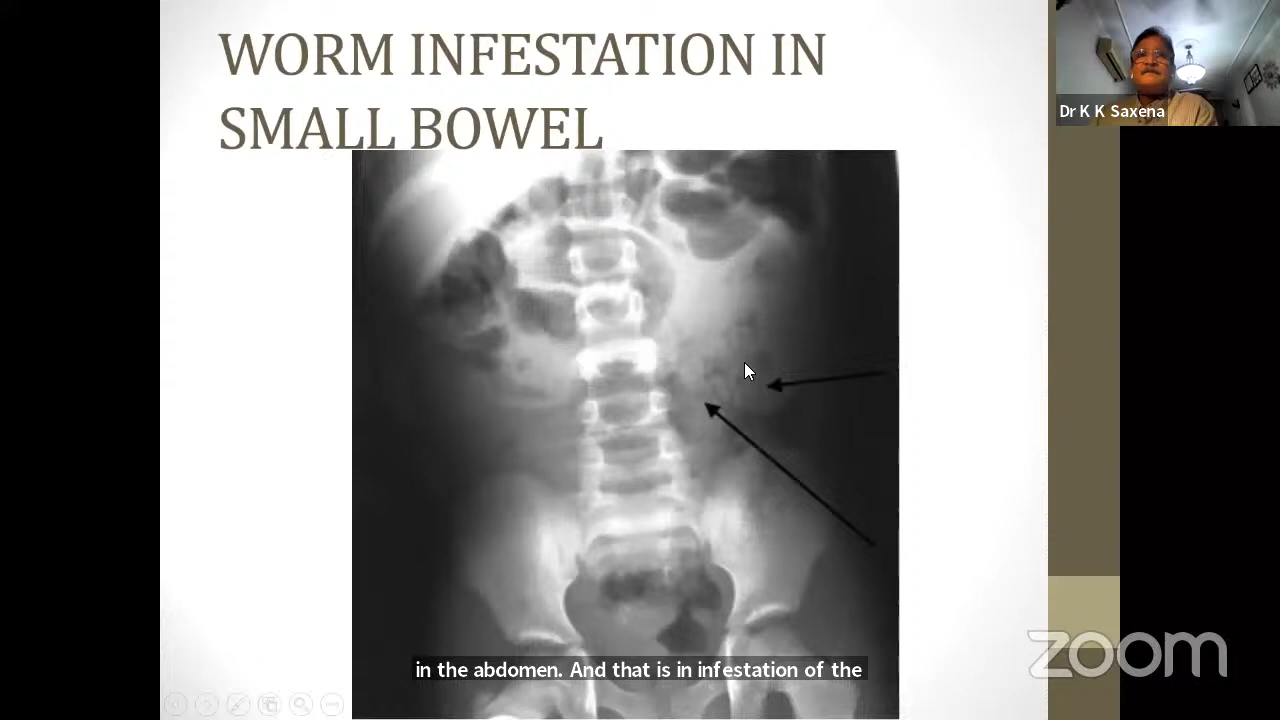 WORM INFESTATION IN
SMALL BOWEL
Dr K K Saxena
in the abdomen. And that is in infestation of the
zoom